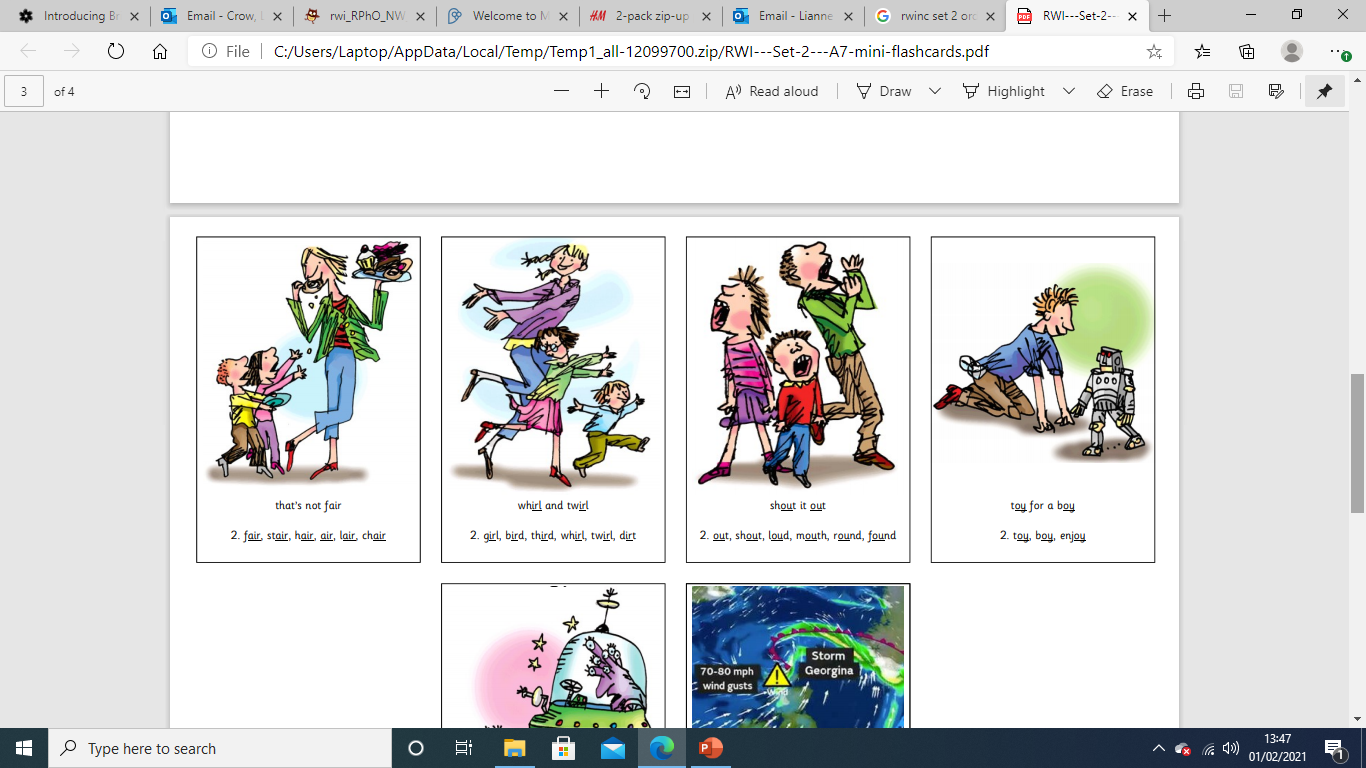 Introducing Br
Email - Crow, L
rwi_RPhO_NW
Welcome to M
H&M 2-pack zip-up
Email - Lianne
rwinc set 2 orc
PDF RWI---Set-2--
File C:/Users/Laptop/AppData/Local/Temp/Temp1_all-12099700.zip/RWI---Set-2---A7-mini-flashcards.pdf
3 of 4
Read aloud
Draw
Highlight
Erase
that's not fair
2. fair, stair, hair, air, lair, chair
whirl and twirl
2. girl, bird, third, whirl, twirl, dirt
shout it out
2. out, shout, loud, mouth, round, found
toy for a boy
2. toy, boy, enjoy
70-80 mph
wind gusts
Wind
Storm
Georgina
Type here to search
13:47
01/02/2021
1